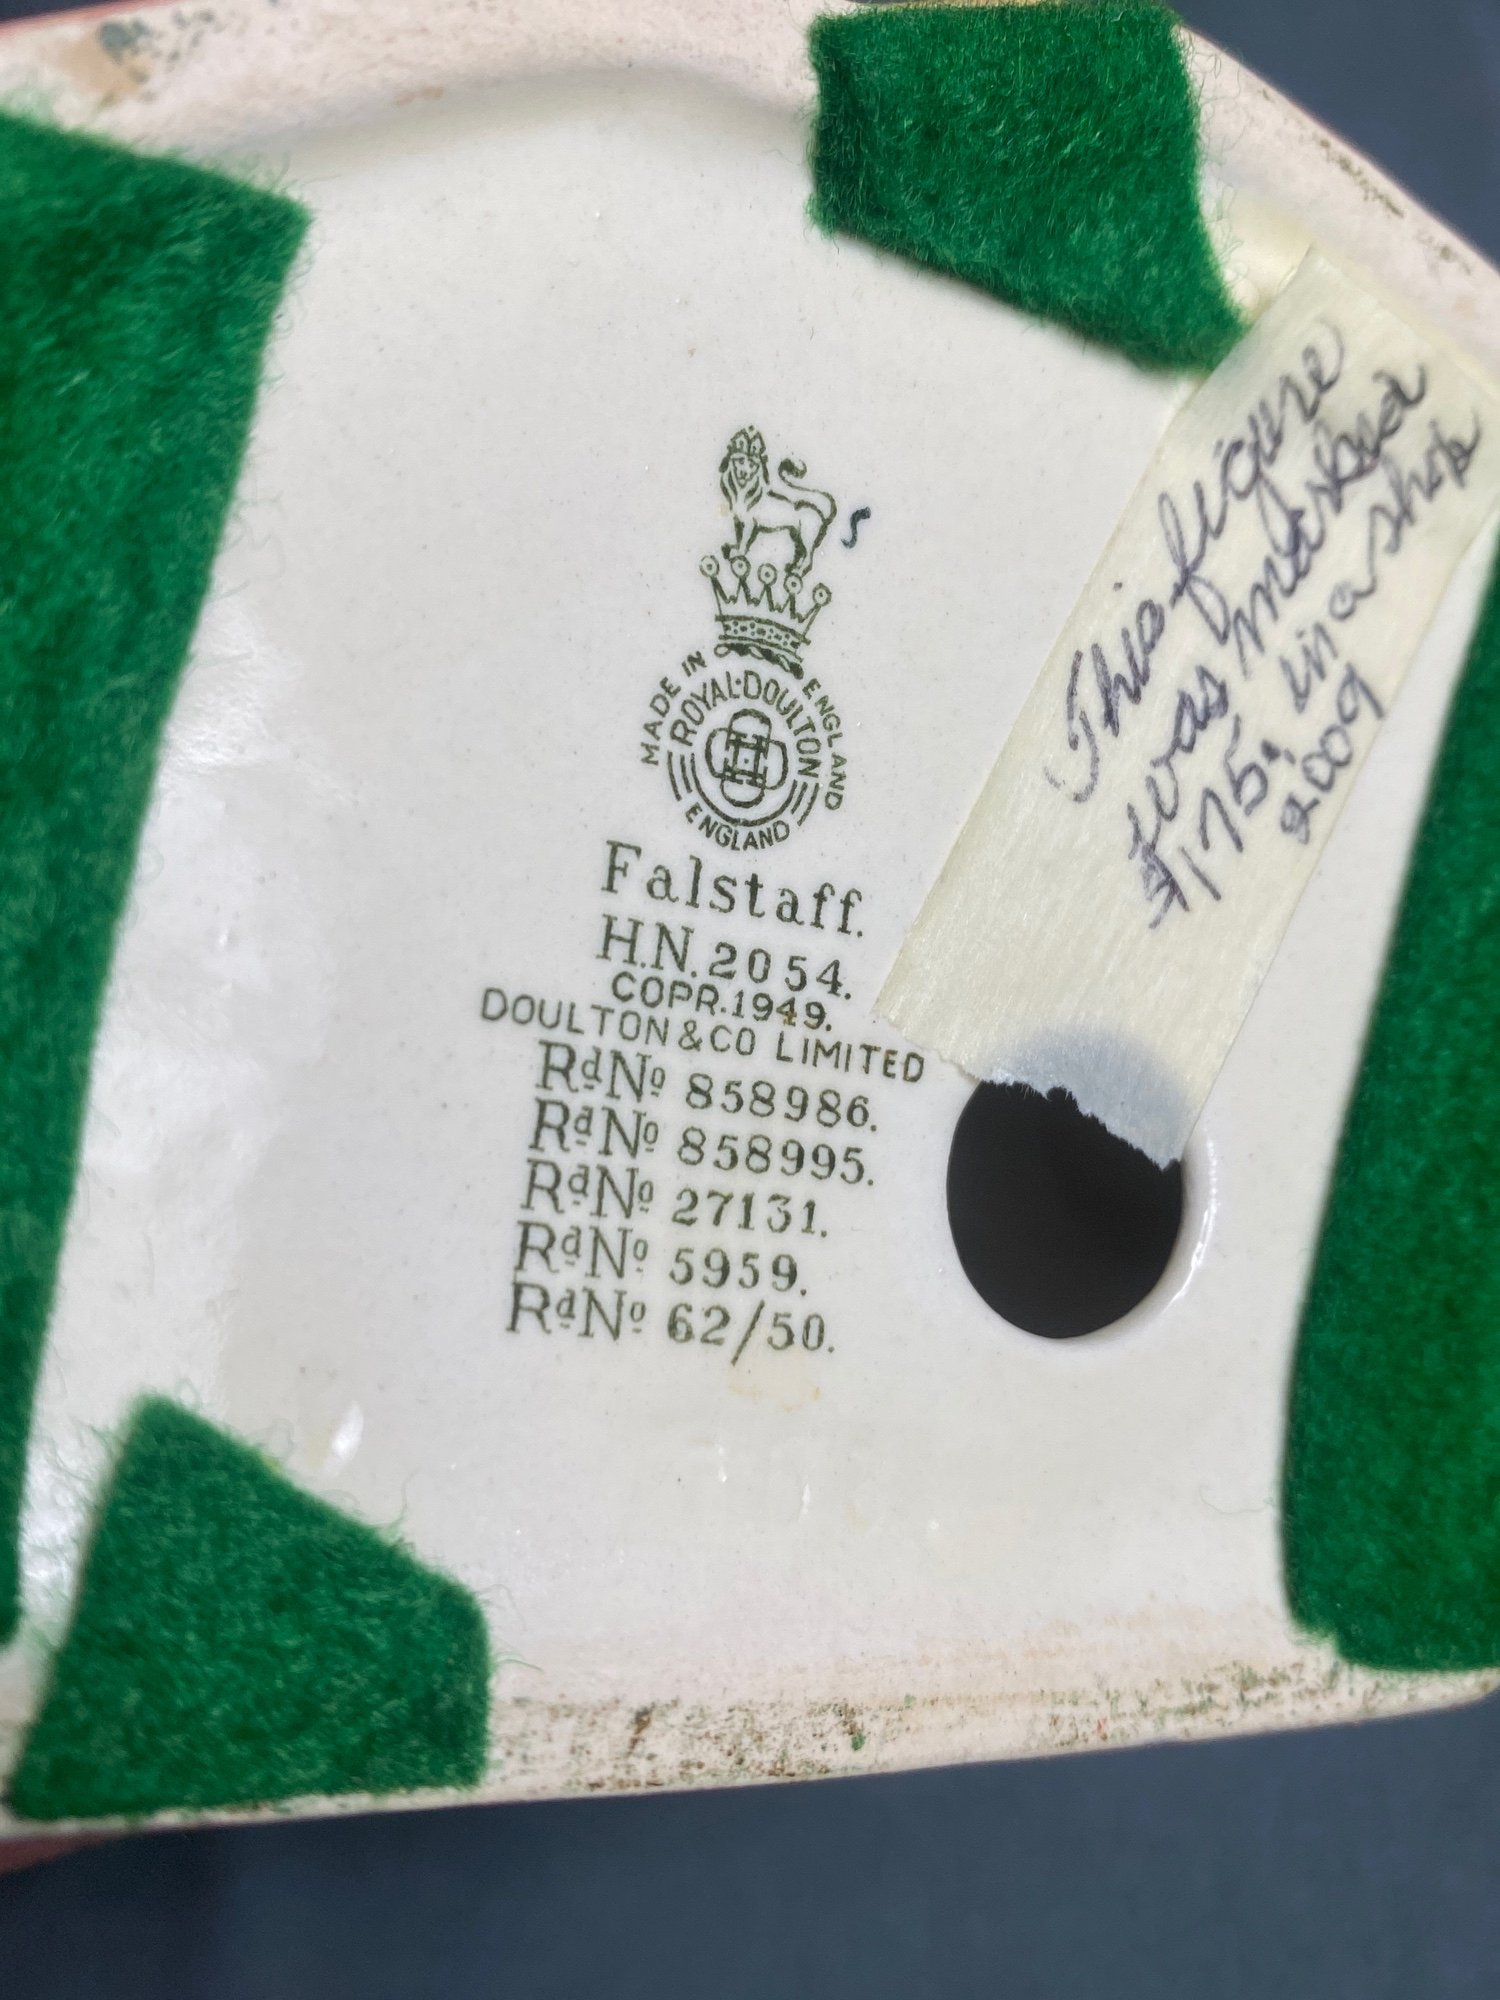 S
MADE IN ENGLAND
ROYAL·DOULTON
ENGLAND
Falstaff.
H.N. 2054.
COPR. 1949.
DOULTON & CO LIMITED
Rd No 858986.
Rd No 858995.
Rd No 27131.
Rd No 5959.
Rd No 62/50.
This figure
was marked
$175. in a shop
2009